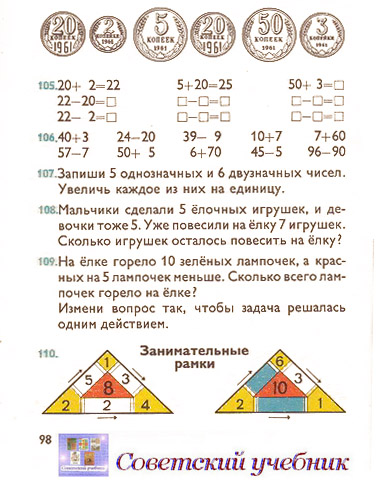 20 КОПЕЕК 1961 2 КОПЕЙКИ 1961 5 КОПЕЕК 1961 20 КОПЕЕК 1961 50 КОПЕЕК 1961 3 КОПЕЙКИ 1961
105. 20+ 2=22 5+20=25 50+ 3=□
22-20=□ □-□=□ □-□=□
22- 2=□ □-□=□ □-□=□
106. 40+3 24-20 39- 9 10+7 7+60
57-7 50+ 5 6+70 45-5 96-90
107. Запиши 5 однозначных и 6 двузначных чисел.
Увеличь каждое из них на единицу.
108. Мальчики сделали 5 ёлочных игрушек, и де-
вочки тоже 5. Уже повесили на ёлку 7 игрушек.
Сколько игрушек осталось повесить на ёлку?
109. На ёлке горело 10 зелёных лампочек, а крас-
ных на 5 лампочек меньше. Сколько всего лам-
почек горело на ёлке?
Измени вопрос так, чтобы задача решалась
одним действием.
110. Занимательные
рамки
1 6
5 3 3
8 10
2 2 4 2 1
98
Советский учебник